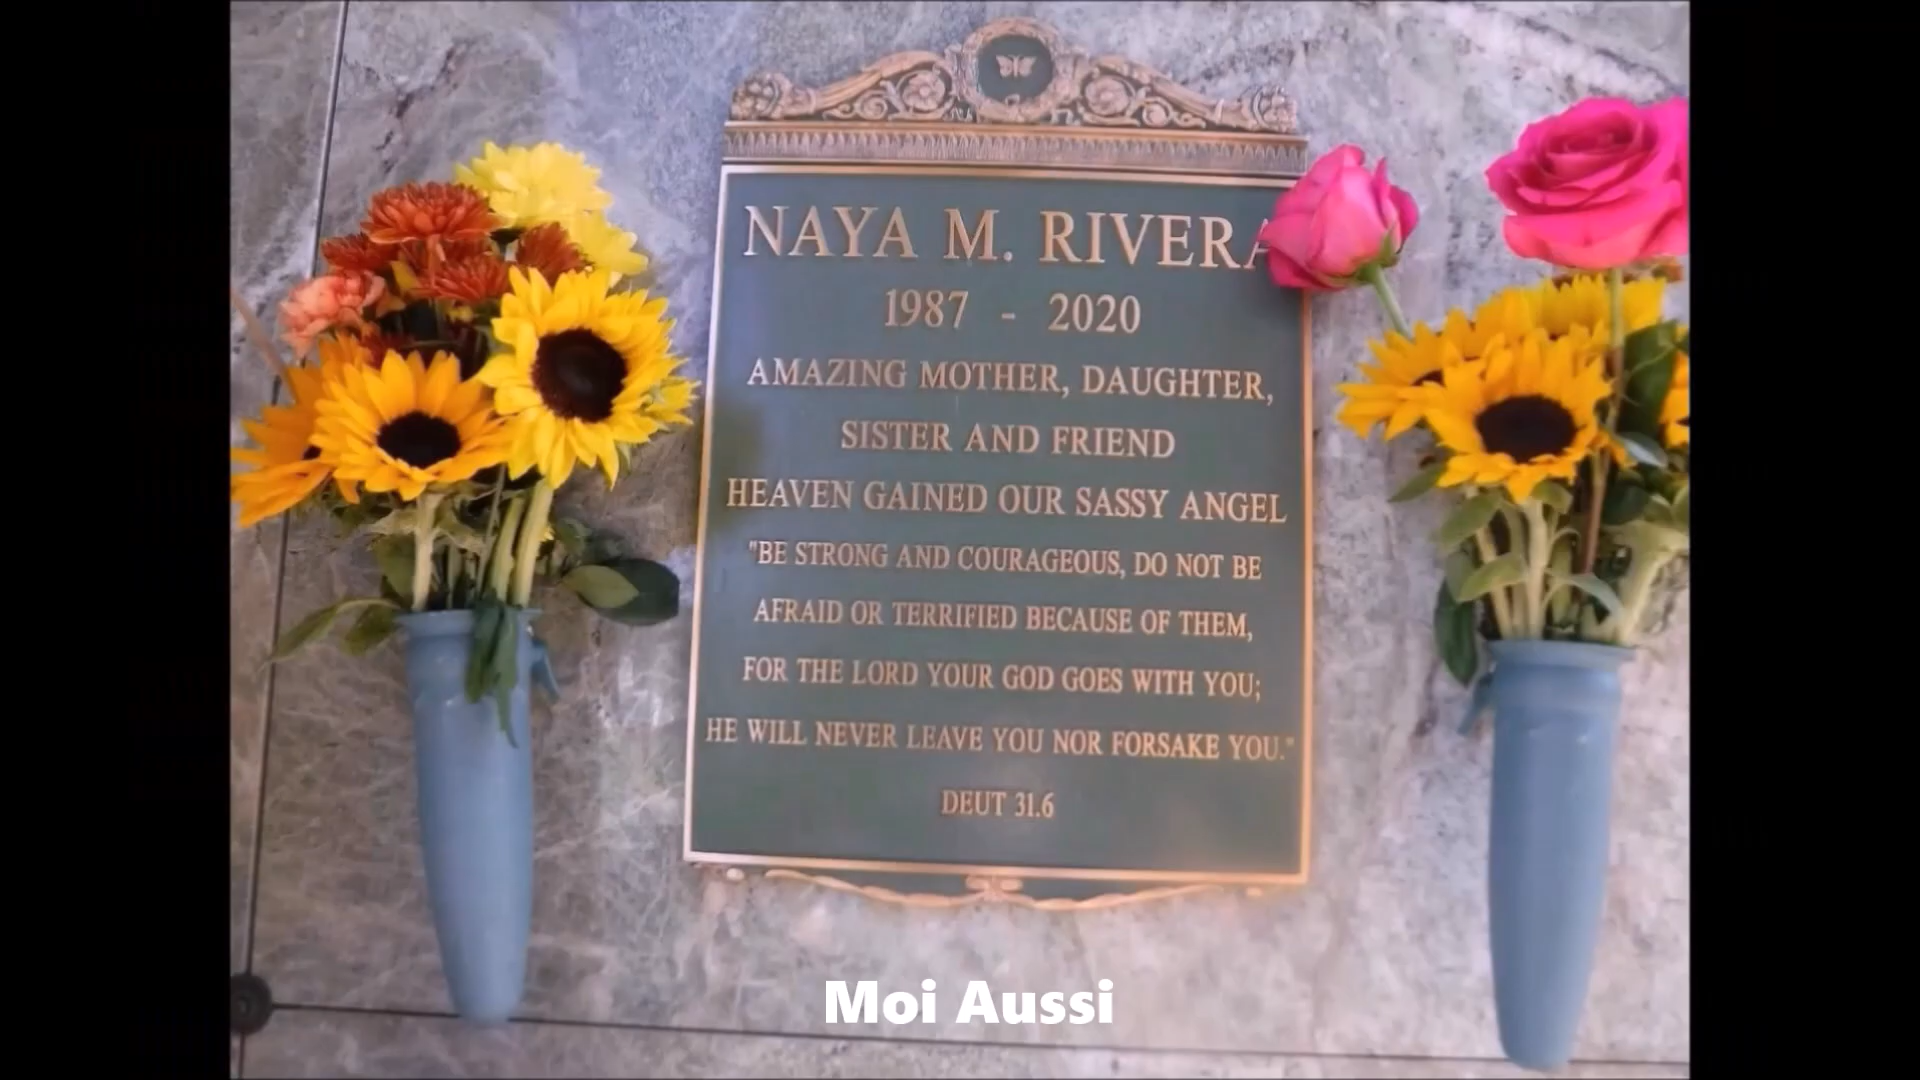 NAYA M. RIVERA
1987 - 2020
AMAZING MOTHER, DAUGHTER,
SISTER AND FRIEND
HEAVEN GAINED OUR SASSY ANGEL
"BE STRONG AND COURAGEOUS, DO NOT BE
AFRAID OR TERRIFIED BECAUSE OF THEM,
FOR THE LORD YOUR GOD GOES WITH YOU;
HE WILL NEVER LEAVE YOU NOR FORSAKE YOU."
DEUT 31.6
Moi Aussi